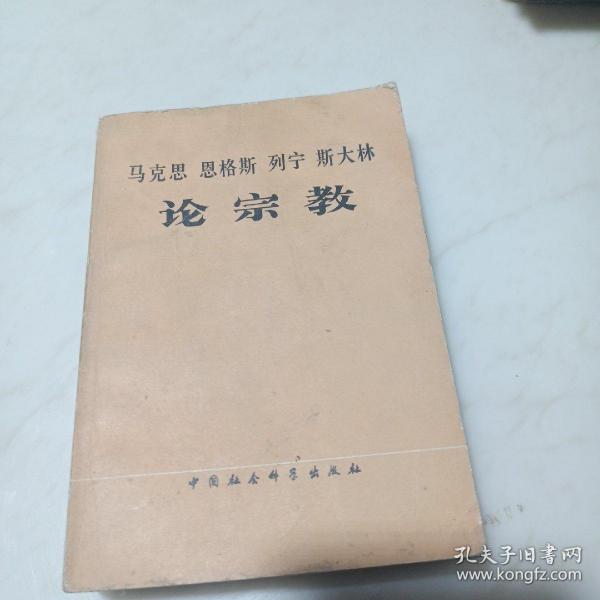 马克思 恩格斯 列宁 斯大林
论宗教
中国社会科学出版社
孔夫子旧书网
www.kongfz.com